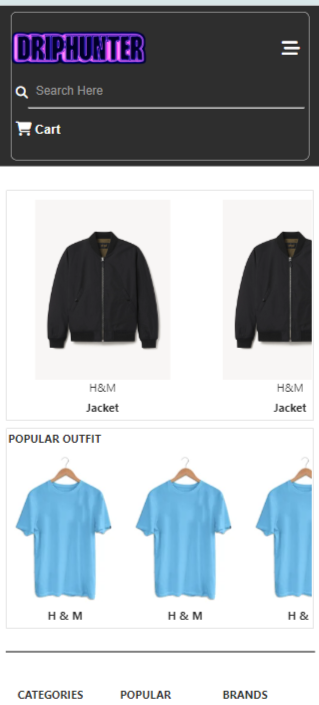 DRIPHUNTER
Search Here
Cart
H&M H&M
Jacket Jacket
POPULAR OUTFIT
H & M H & M H &
CATEGORIES POPULAR BRANDS